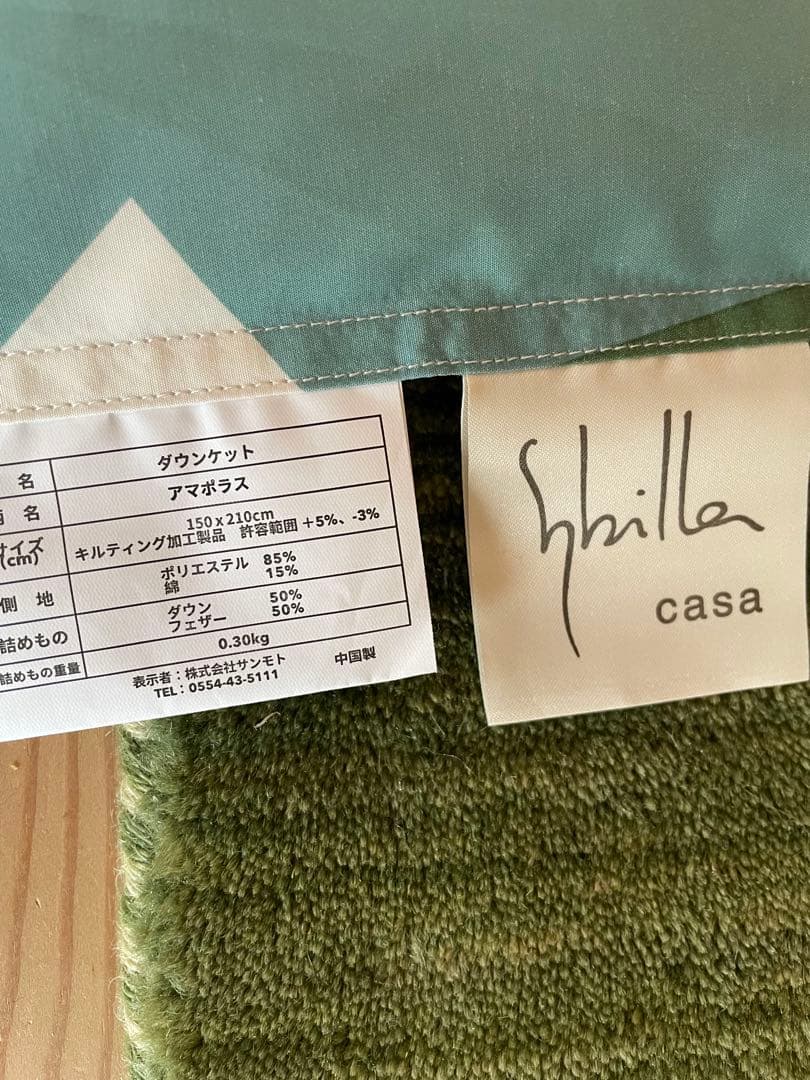 名 ダウンケット
柄 名 アマポラス
サイズ 150x210cm
(cm) キルティング加工製品 許容範囲 +5%、-3%
側 地 ポリエステル 85%
綿 15%
詰めもの ダウン 50%
フェザー 50%
詰めもの重量 0.30kg
表示者：株式会社サンモト 中国製
TEL：0554-43-5111
Sybilla
casa